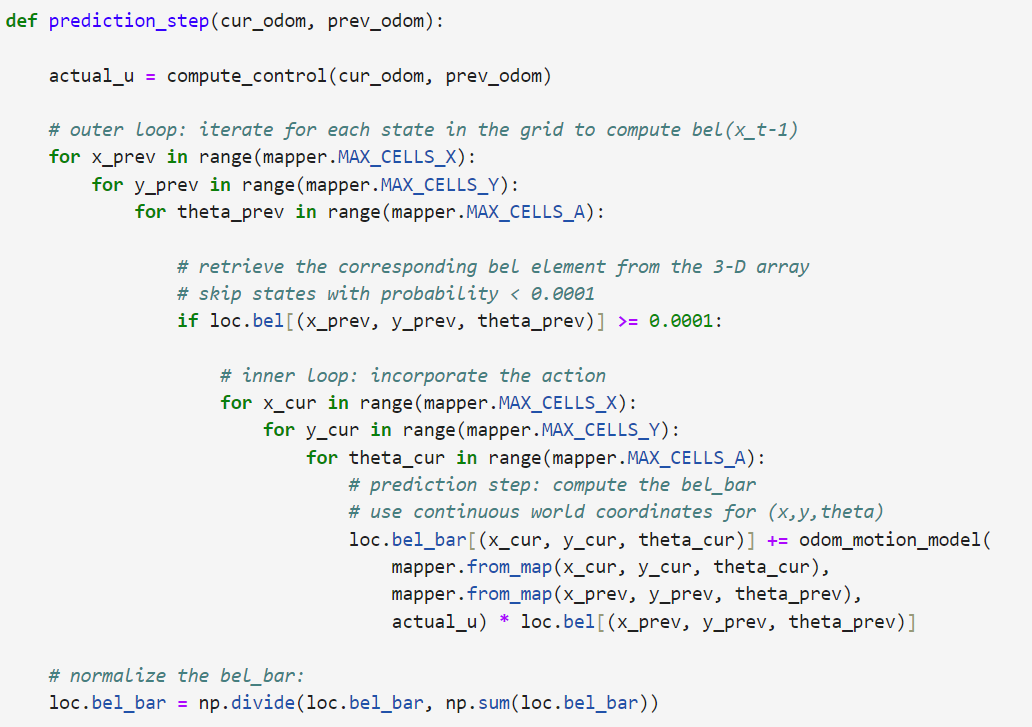 def prediction_step(cur_odom, prev_odom):
    actual_u = compute_control(cur_odom, prev_odom)
    # outer loop: iterate for each state in the grid to compute bel(x_t-1)
    for x_prev in range(mapper.MAX_CELLS_X):
        for y_prev in range(mapper.MAX_CELLS_Y):
            for theta_prev in range(mapper.MAX_CELLS_A):
                # retrieve the corresponding bel element from the 3-D array
                # skip states with probability < 0.0001
                if loc.bel[(x_prev, y_prev, theta_prev)] >= 0.0001:
                    # inner loop: incorporate the action
                    for x_cur in range(mapper.MAX_CELLS_X):
                        for y_cur in range(mapper.MAX_CELLS_Y):
                            for theta_cur in range(mapper.MAX_CELLS_A):
                                # prediction step: compute the bel_bar
                                # use continuous world coordinates for (x,y,theta)
                                loc.bel_bar[(x_cur, y_cur, theta_cur)] += odom_motion_model(
                                    mapper.from_map(x_cur, y_cur, theta_cur),
                                    mapper.from_map(x_prev, y_prev, theta_prev),
                                    actual_u) * loc.bel[(x_prev, y_prev, theta_prev)]
    # normalize the bel_bar:
    loc.bel_bar = np.divide(loc.bel_bar, np.sum(loc.bel_bar))